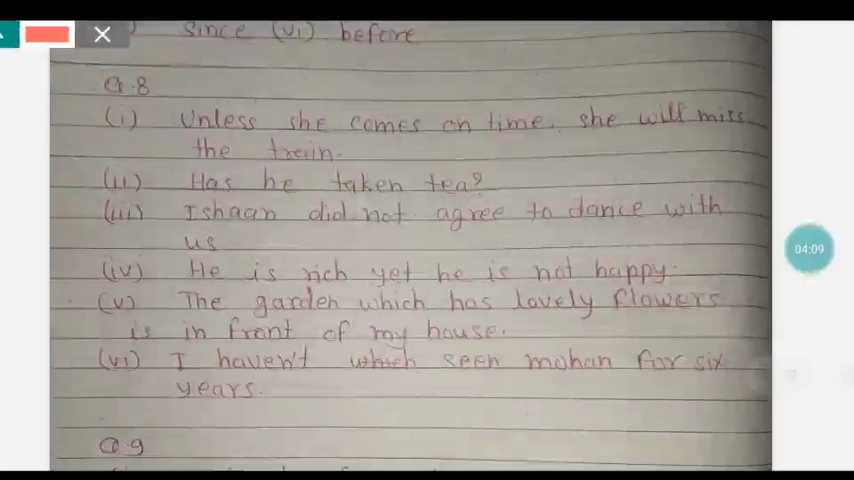 since (vi) before
Q.8
(i) Unless she comes on time, she will miss
the train.
(ii) Has he taken tea?
(iii) Ishaan did not agree to dance with
us
(iv) He is rich yet he is not happy.
(v) The garden which has lovely flowers
is in front of my house.
(vi) I haven't which seen mohan for six
years.
04:09
Q.9